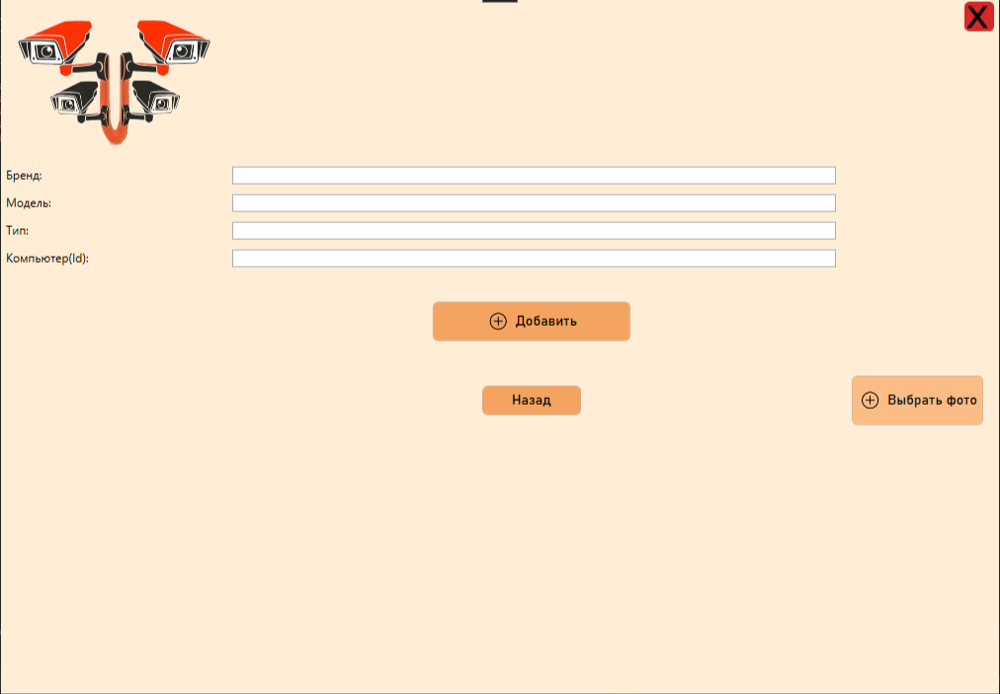 X
Бренд:
Модель:
Тип:
Компьютер(Id):
Добавить
Назад
Выбрать фото